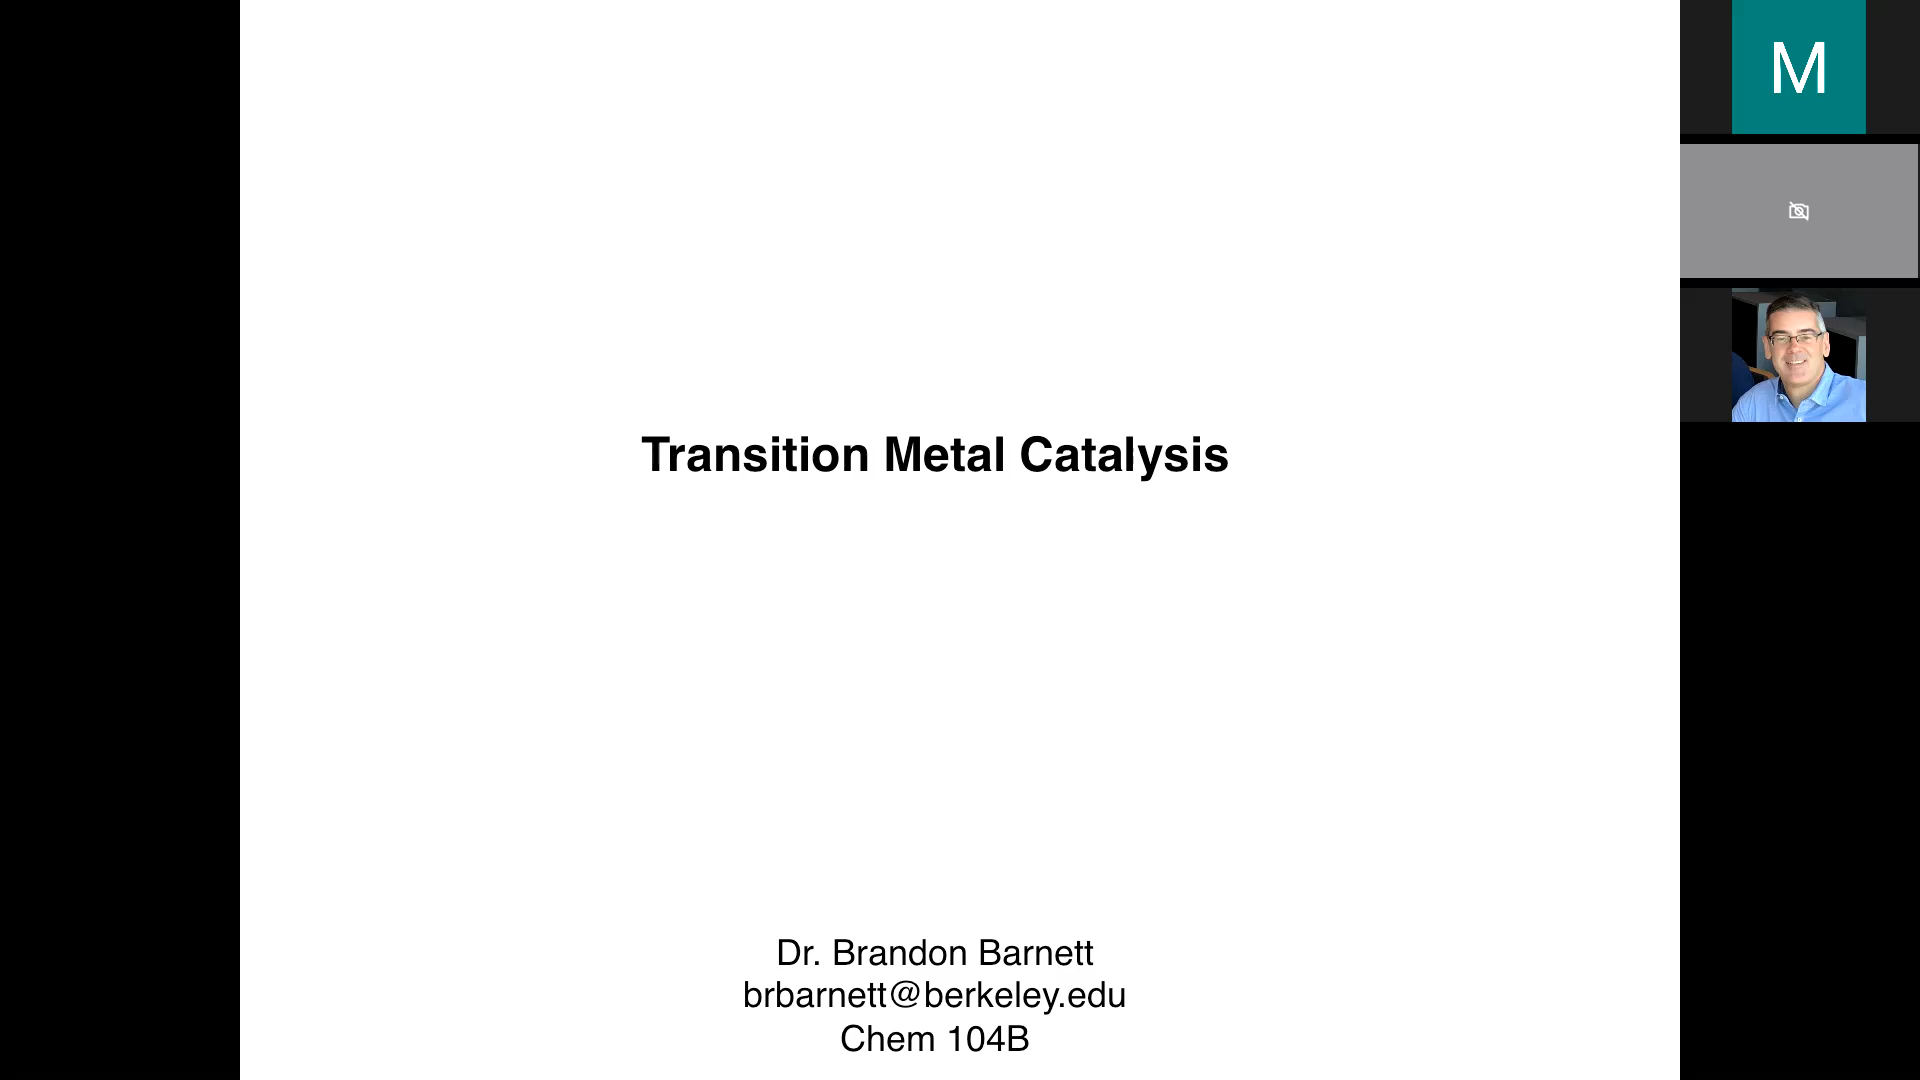 Transition Metal Catalysis
Dr. Brandon Barnett
brbarnett@berkeley.edu
Chem 104B
M